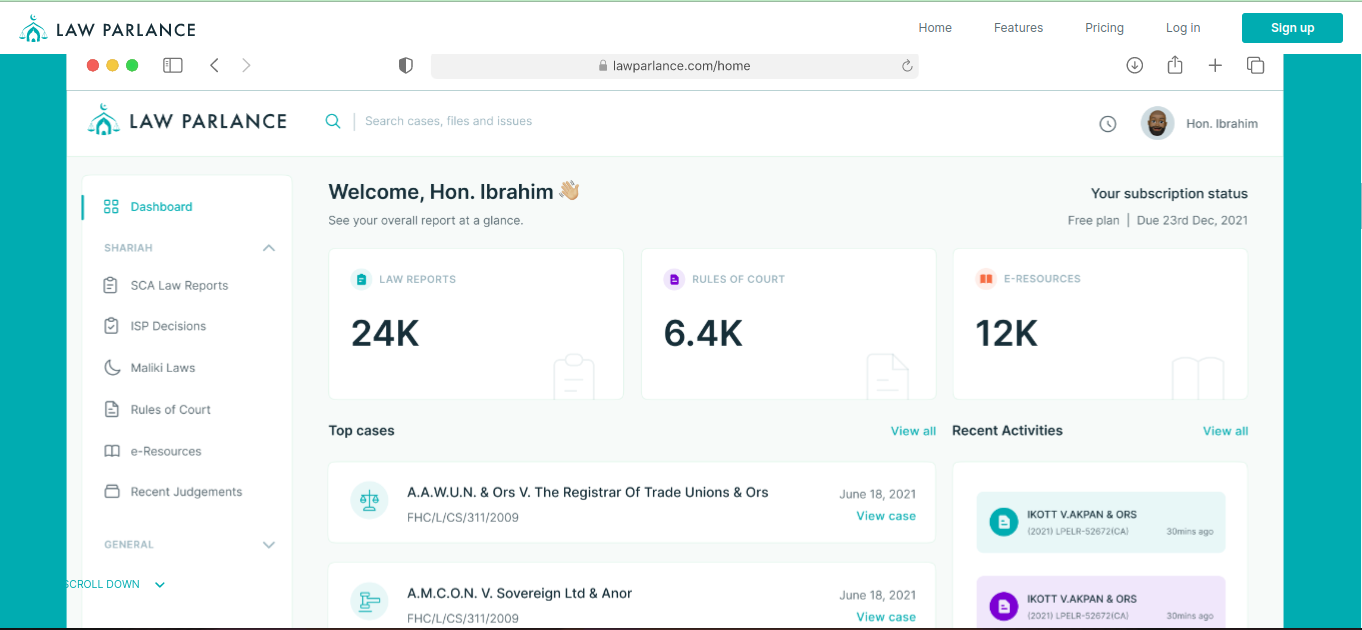 LAW PARLANCE
Home Features Pricing Log in Sign up
lawparlance.com/home
LAW PARLANCE
Search cases, files and issues
Hon. Ibrahim
Dashboard
SHARIAH
SCA Law Reports
ISP Decisions
Maliki Laws
Rules of Court
e-Resources
Recent Judgements
GENERAL
SCROLL DOWN
Welcome, Hon. Ibrahim
See your overall report at a glance.
Your subscription status
Free plan | Due 23rd Dec, 2021
LAW REPORTS
24K
RULES OF COURT
6.4K
E-RESOURCES
12K
Top cases
View all
A.A.W.U.N. & Ors V. The Registrar Of Trade Unions & Ors
June 18, 2021
FHC/L/CS/311/2009
View case
A.M.C.O.N. V. Sovereign Ltd & Anor
June 18, 2021
FHC/L/CS/311/2009
View case
Recent Activities
View all
IKOTT V.AKPAN & ORS
(2021) LPELR-52672(CA)
30mins ago
IKOTT V.AKPAN & ORS
(2021) LPELR-52672(CA)
30mins ago